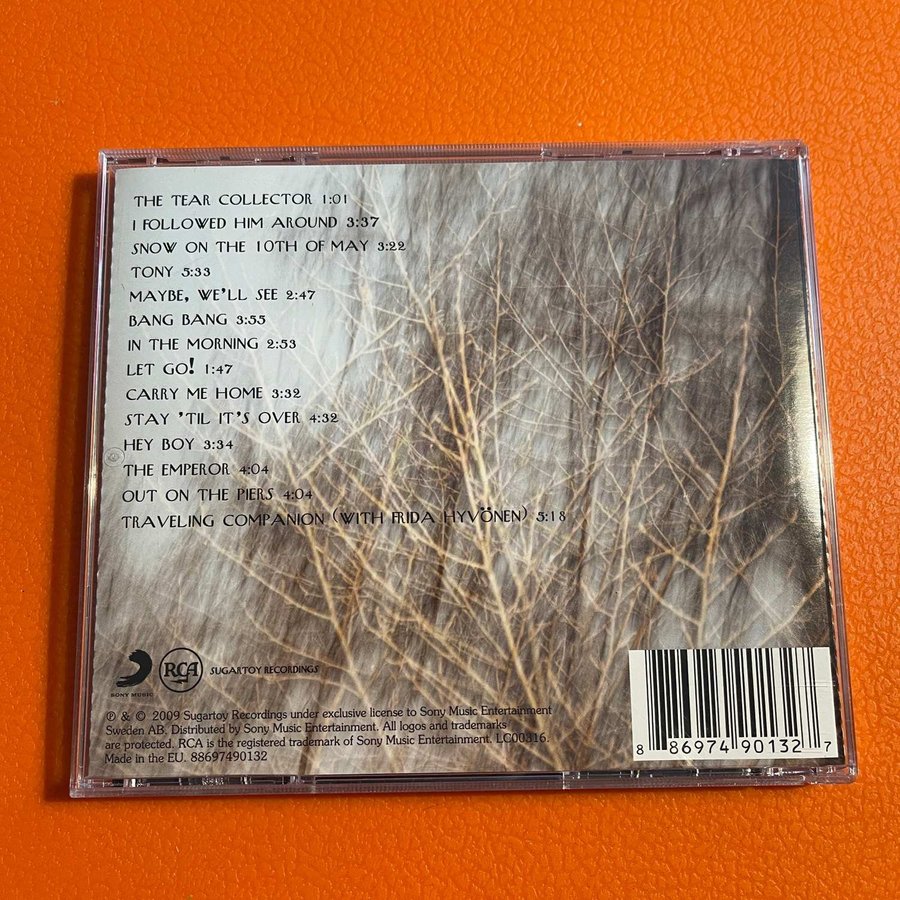 THE TEAR COLLECTOR 1:01
I FOLLOWED HIM AROUND 3:37
SNOW ON THE 10TH OF MAY 3:22
TONY 5:33
MAYBE, WE'LL SEE 2:47
BANG BANG 3:55
IN THE MORNING 2:53
LET GO! 1:47
CARRY ME HOME 3:32
STAY 'TIL IT'S OVER 4:32
HEY BOY 3:34
THE EMPEROR 4:04
OUT ON THE PIERS 4:04
TRAVELING COMPANION (WITH FRIDA HYVÖNEN) 5:18
SONY MUSIC
RCA
SUGARTOY RECORDINGS
℗ & © 2009 Sugartoy Recordings under exclusive license to Sony Music Entertainment
Sweden AB. Distributed by Sony Music Entertainment. All logos and trademarks
are protected. RCA is the registered trademark of Sony Music Entertainment. LC00316.
Made in the EU. 88697490132
8 86974 90132 7